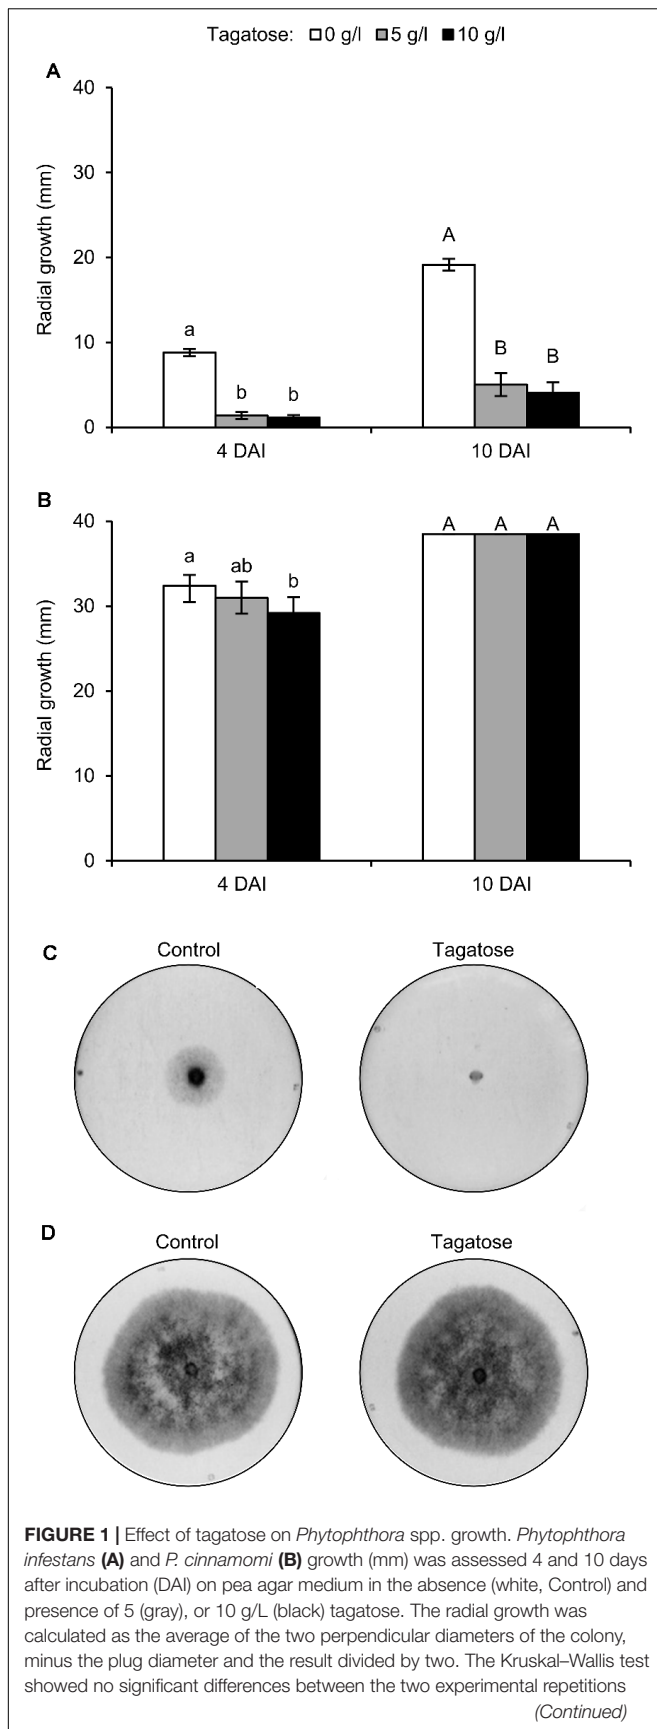 Tagatose: 0 g/l 5 g/l 10 g/l
A
40
30
20
10
0
Radial growth (mm)
a
b
b
A
B
B
4 DAI
10 DAI
B
40
30
20
10
0
Radial growth (mm)
a
ab
b
A
A
A
4 DAI
10 DAI
C
Control
Tagatose
D
Control
Tagatose
FIGURE 1 | Effect of tagatose on Phytophthora spp. growth. Phytophthora
infestans (A) and P. cinnamomi (B) growth (mm) was assessed 4 and 10 days
after incubation (DAI) on pea agar medium in the absence (white, Control) and
presence of 5 (gray), or 10 g/L (black) tagatose. The radial growth was
calculated as the average of the two perpendicular diameters of the colony,
minus the plug diameter and the result divided by two. The Kruskal–Wallis test
showed no significant differences between the two experimental repetitions
(Continued)